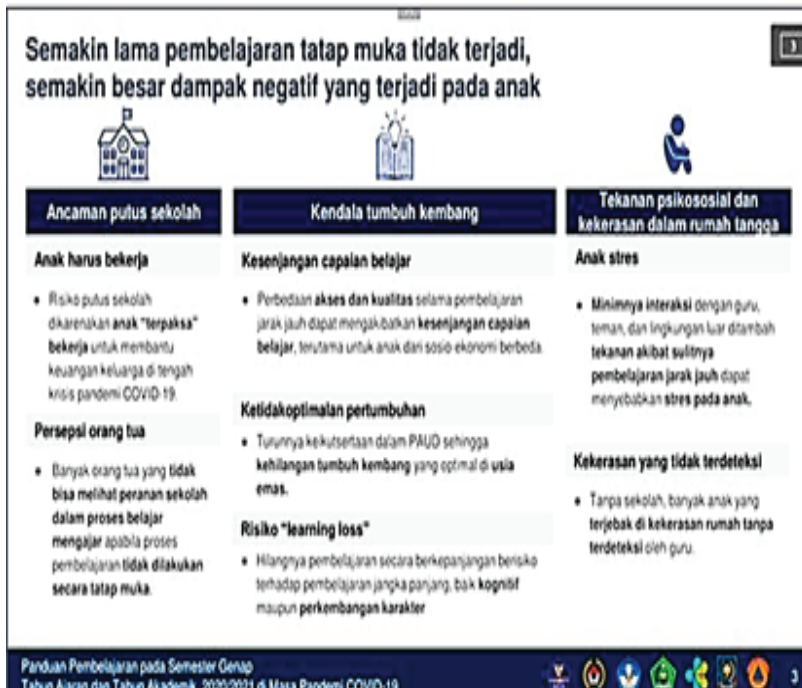 Semakin lama pembelajaran tatap muka tidak terjadi,
semakin besar dampak negatif yang terjadi pada anak
Ancaman putus sekolah
Anak harus bekerja
• Risiko putus sekolah
dikarenakan anak "terpaksa"
bekerja untuk membantu
keuangan keluarga di tengah
krisis pandemi COVID-19.
Persepsi orang tua
• Banyak orang tua yang tidak
bisa melihat peranan sekolah
dalam proses belajar
mengajar apabila proses
pembelajaran tidak dilakukan
secara tatap muka.
Kendala tumbuh kembang
Kesenjangan capaian belajar
• Perbedaan akses dan kualitas selama pembelajaran
jarak jauh dapat mengakibatkan kesenjangan capaian
belajar, terutama untuk anak dari sosio ekonomi berbeda.
Ketidakoptimalan pertumbuhan
• Turunnya keikutsertaan dalam PAUD sehingga
kehilangan tumbuh kembang yang optimal di usia
emas.
Risiko "learning loss"
• Hilangnya pembelajaran secara berkepanjangan berisiko
terhadap pembelajaran jangka panjang, baik kognitif
maupun perkembangan karakter
Tekanan psikososial dan
kekerasan dalam rumah tangga
Anak stres
• Minimnya interaksi dengan guru,
teman, dan lingkungan luar ditambah
tekanan akibat sulitnya
pembelajaran jarak jauh dapat
menyebabkan stres pada anak.
Kekerasan yang tidak terdeteksi
• Tanpa sekolah, banyak anak yang
terjebak di kekerasan rumah tanpa
terdeteksi oleh guru.
Panduan Pembelajaran pada Semester Genap
Tahun Ajaran dan Tahun Akademik 2020/2021 di Masa Pandemi COVID-19
3